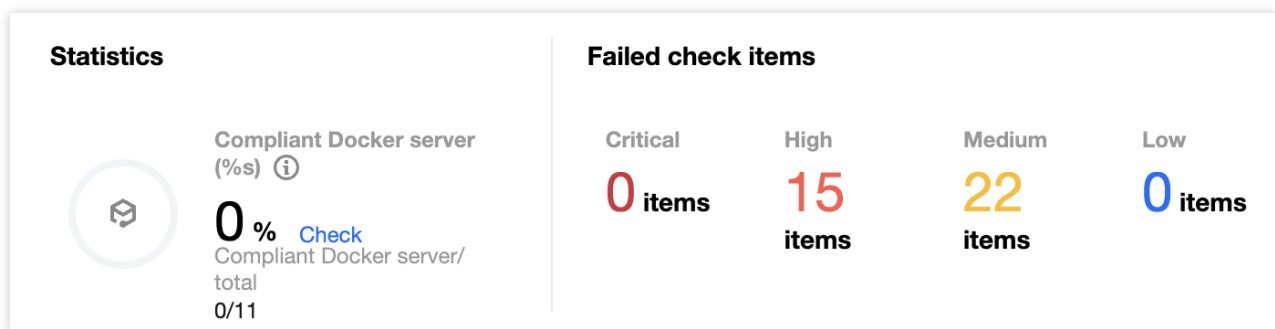 Statistics
Compliant Docker server
(%s)
0 % Check
Compliant Docker server/
total
0/11
Failed check items
Critical
0 items
High
15
items
Medium
22
items
Low
0 items